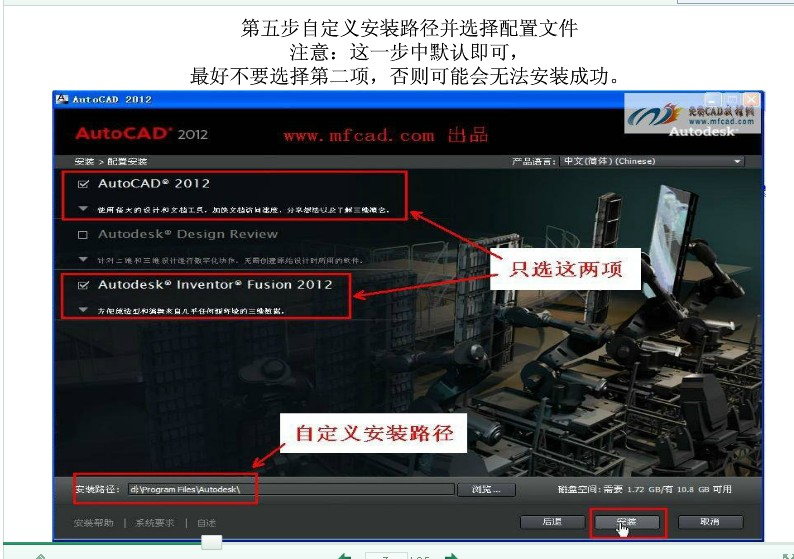 第五步自定义安装路径并选择配置文件
注意：这一步中默认即可，
最好不要选择第二项，否则可能会无法安装成功。
AutoCAD 2012
免费CAD教程网
www.mfcad.com
AutoCAD® 2012
www.mfcad.com 出品
Autodesk®
安装 > 配置安装
产品语言: 中文(简体) (Chinese)
AutoCAD® 2012
使用强大的设计和文档工具，加快文档访问速度，分享想法以及了解三维概念。
Autodesk® Design Review
针对二维和三维设计进行数字化协作，无需创建原始设计时所用的软件。
只选这两项
Autodesk® Inventor® Fusion 2012
方便地造型和编辑来自几乎任何源环境的三维数据。
自定义安装路径
安装路径: d:\Program Files\Autodesk\
浏览...
磁盘空间: 需要 1.72 GB/有 10.8 GB 可用
安装帮助 | 系统要求 | 自述
后退
安装
取消